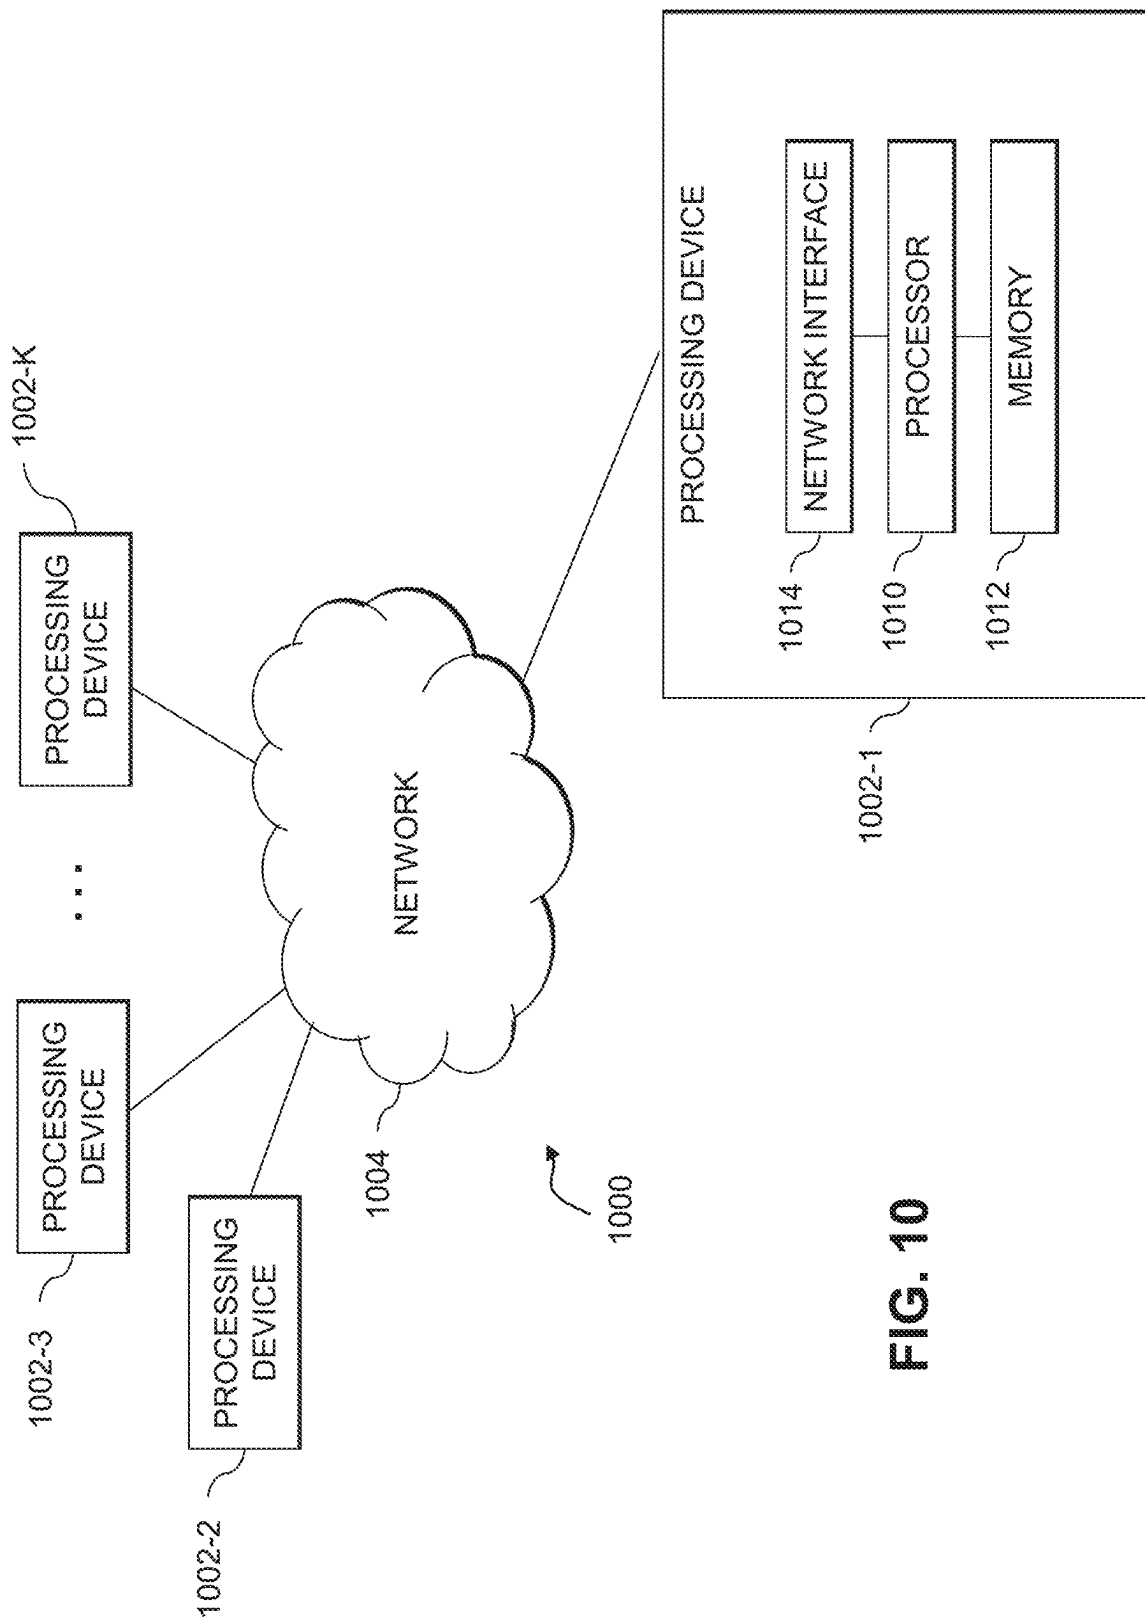 1002-2
PROCESSING
DEVICE
1002-3
PROCESSING
DEVICE
...
PROCESSING
DEVICE
1002-K
1004
NETWORK
1000
PROCESSING DEVICE
1014
NETWORK INTERFACE
1010
PROCESSOR
1012
MEMORY
1002-1
FIG. 10